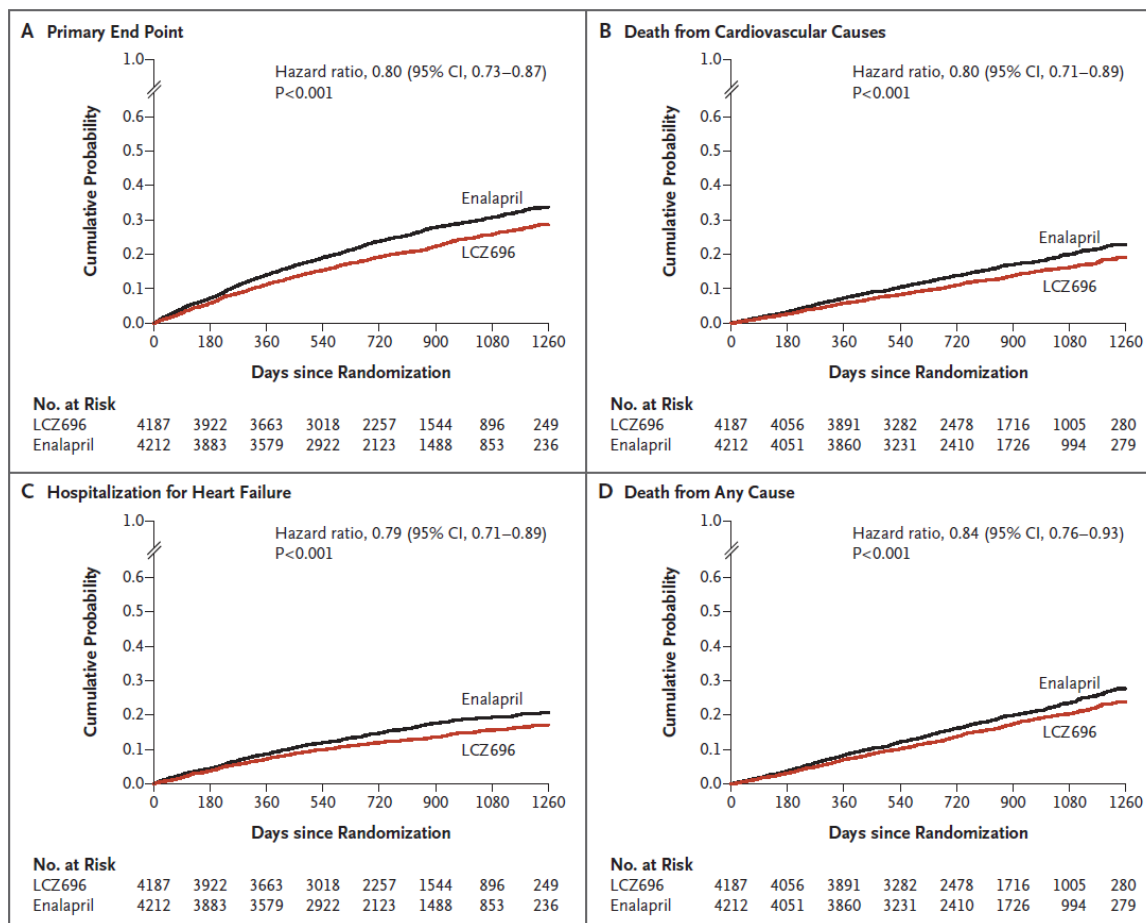 A Primary End Point
1.0
0.6
0.5
0.4
0.3
0.2
0.1
0.0
Cumulative Probability
Hazard ratio, 0.80 (95% CI, 0.73–0.87)
P<0.001
Enalapril
LCZ696
0 180 360 540 720 900 1080 1260
Days since Randomization
No. at Risk
LCZ696 4187 3922 3663 3018 2257 1544 896 249
Enalapril 4212 3883 3579 2922 2123 1488 853 236
B Death from Cardiovascular Causes
1.0
0.6
0.5
0.4
0.3
0.2
0.1
0.0
Cumulative Probability
Hazard ratio, 0.80 (95% CI, 0.71–0.89)
P<0.001
Enalapril
LCZ696
0 180 360 540 720 900 1080 1260
Days since Randomization
No. at Risk
LCZ696 4187 4056 3891 3282 2478 1716 1005 280
Enalapril 4212 4051 3860 3231 2410 1726 994 279
C Hospitalization for Heart Failure
1.0
0.6
0.5
0.4
0.3
0.2
0.1
0.0
Cumulative Probability
Hazard ratio, 0.79 (95% CI, 0.71–0.89)
P<0.001
Enalapril
LCZ696
0 180 360 540 720 900 1080 1260
Days since Randomization
No. at Risk
LCZ696 4187 3922 3663 3018 2257 1544 896 249
Enalapril 4212 3883 3579 2922 2123 1488 853 236
D Death from Any Cause
1.0
0.6
0.5
0.4
0.3
0.2
0.1
0.0
Cumulative Probability
Hazard ratio, 0.84 (95% CI, 0.76–0.93)
P<0.001
Enalapril
LCZ696
0 180 360 540 720 900 1080 1260
Days since Randomization
No. at Risk
LCZ696 4187 4056 3891 3282 2478 1716 1005 280
Enalapril 4212 4051 3860 3231 2410 1726 994 279